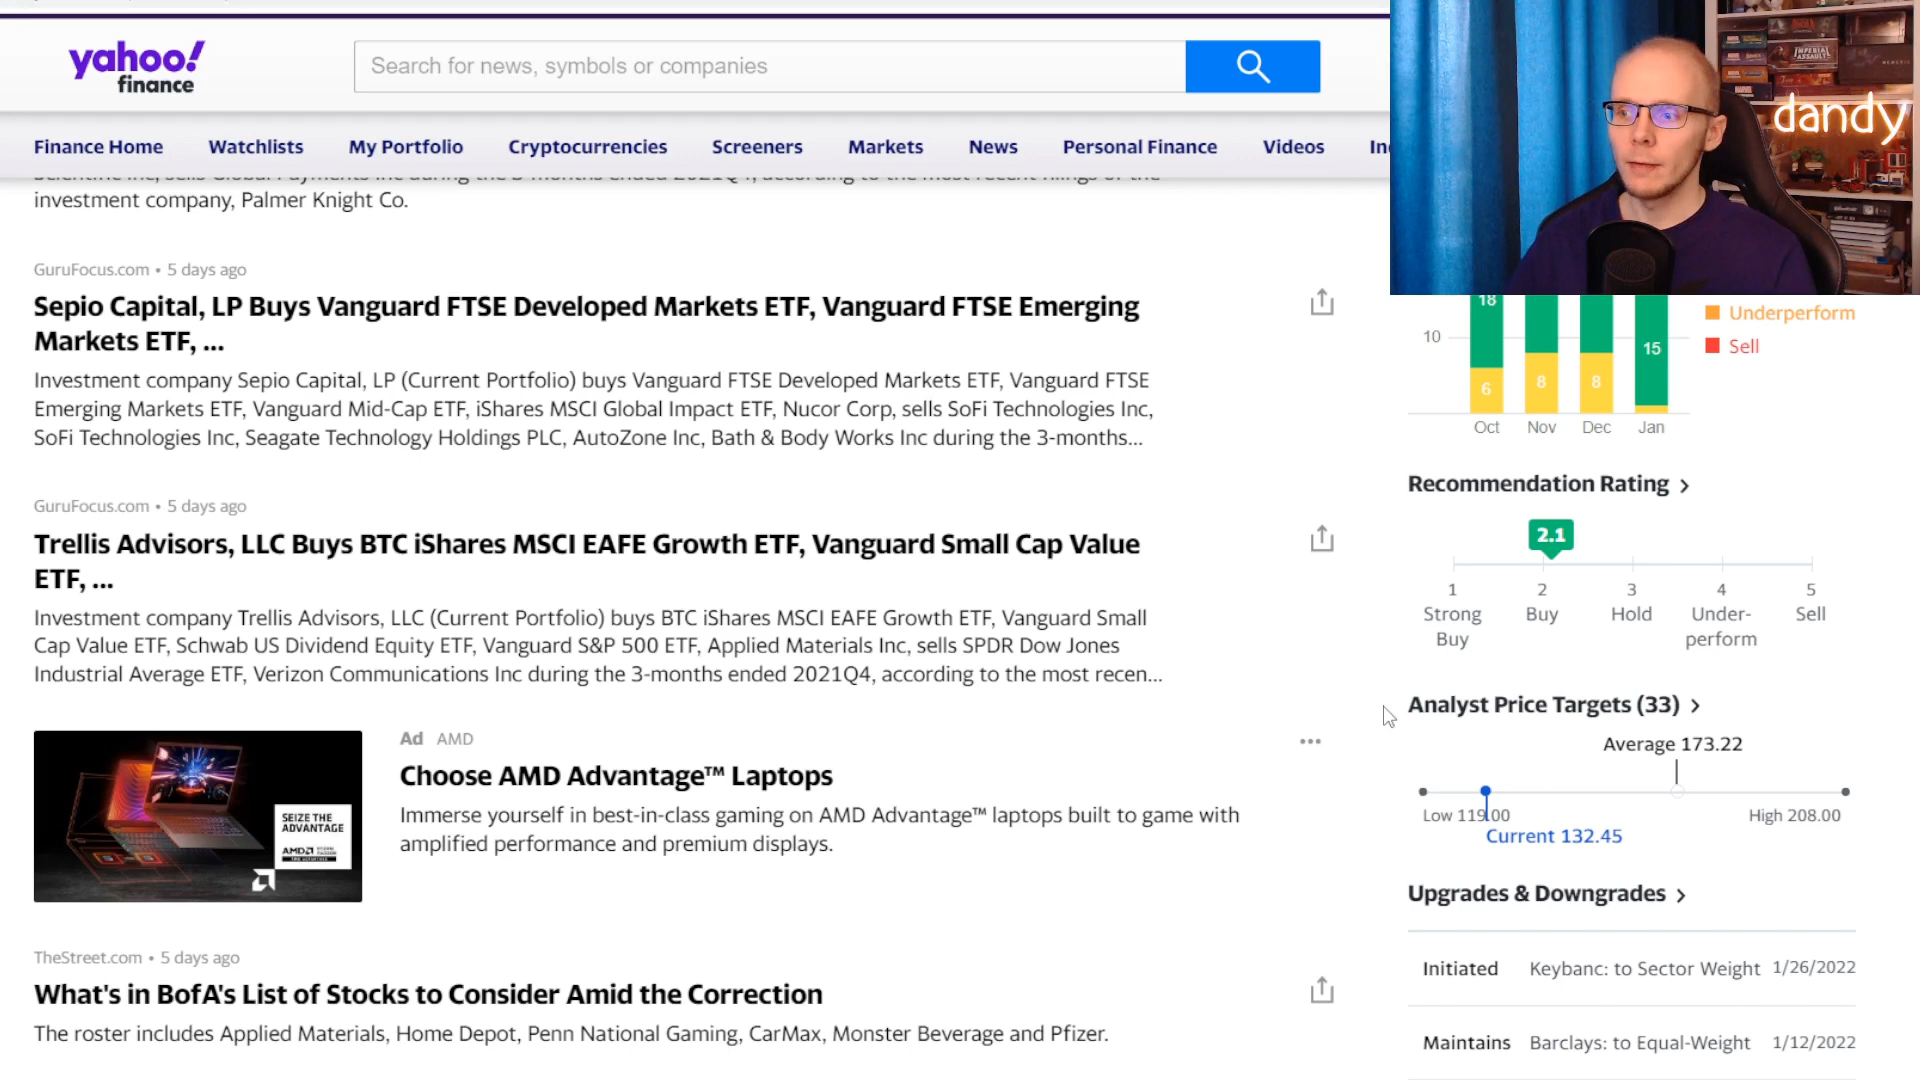 yahoo!
finance
Search for news, symbols or companies
Finance Home
Watchlists
My Portfolio
Cryptocurrencies
Screeners
Markets
News
Personal Finance
Videos
investment company, Palmer Knight Co.
GuruFocus.com • 5 days ago
Sepio Capital, LP Buys Vanguard FTSE Developed Markets ETF, Vanguard FTSE Emerging
Markets ETF, ...
Investment company Sepio Capital, LP (Current Portfolio) buys Vanguard FTSE Developed Markets ETF, Vanguard FTSE
Emerging Markets ETF, Vanguard Mid-Cap ETF, iShares MSCI Global Impact ETF, Nucor Corp, sells SoFi Technologies Inc,
SoFi Technologies Inc, Seagate Technology Holdings PLC, AutoZone Inc, Bath & Body Works Inc during the 3-months...
GuruFocus.com • 5 days ago
Trellis Advisors, LLC Buys BTC iShares MSCI EAFE Growth ETF, Vanguard Small Cap Value
ETF, ...
Investment company Trellis Advisors, LLC (Current Portfolio) buys BTC iShares MSCI EAFE Growth ETF, Vanguard Small
Cap Value ETF, Schwab US Dividend Equity ETF, Vanguard S&P 500 ETF, Applied Materials Inc, sells SPDR Dow Jones
Industrial Average ETF, Verizon Communications Inc during the 3-months ended 2021Q4, according to the most recen...
SEIZE THE
ADVANTAGE
AMD
Ad AMD
Choose AMD Advantage™ Laptops
Immerse yourself in best-in-class gaming on AMD Advantage™ laptops built to game with
amplified performance and premium displays.
TheStreet.com • 5 days ago
What's in BofA's List of Stocks to Consider Amid the Correction
The roster includes Applied Materials, Home Depot, Penn National Gaming, CarMax, Monster Beverage and Pfizer.
IMPERIAL
ASSAULT
dandy
18
10
15
6
8
8
Oct
Nov
Dec
Jan
Underperform
Sell
Recommendation Rating >
2.1
1
2
3
4
5
Strong
Buy
Buy
Hold
Under-
perform
Sell
Analyst Price Targets (33) >
Average 173.22
Low 119.00
High 208.00
Current 132.45
Upgrades & Downgrades >
Initiated Keybanc: to Sector Weight 1/26/2022
Maintains Barclays: to Equal-Weight 1/12/2022